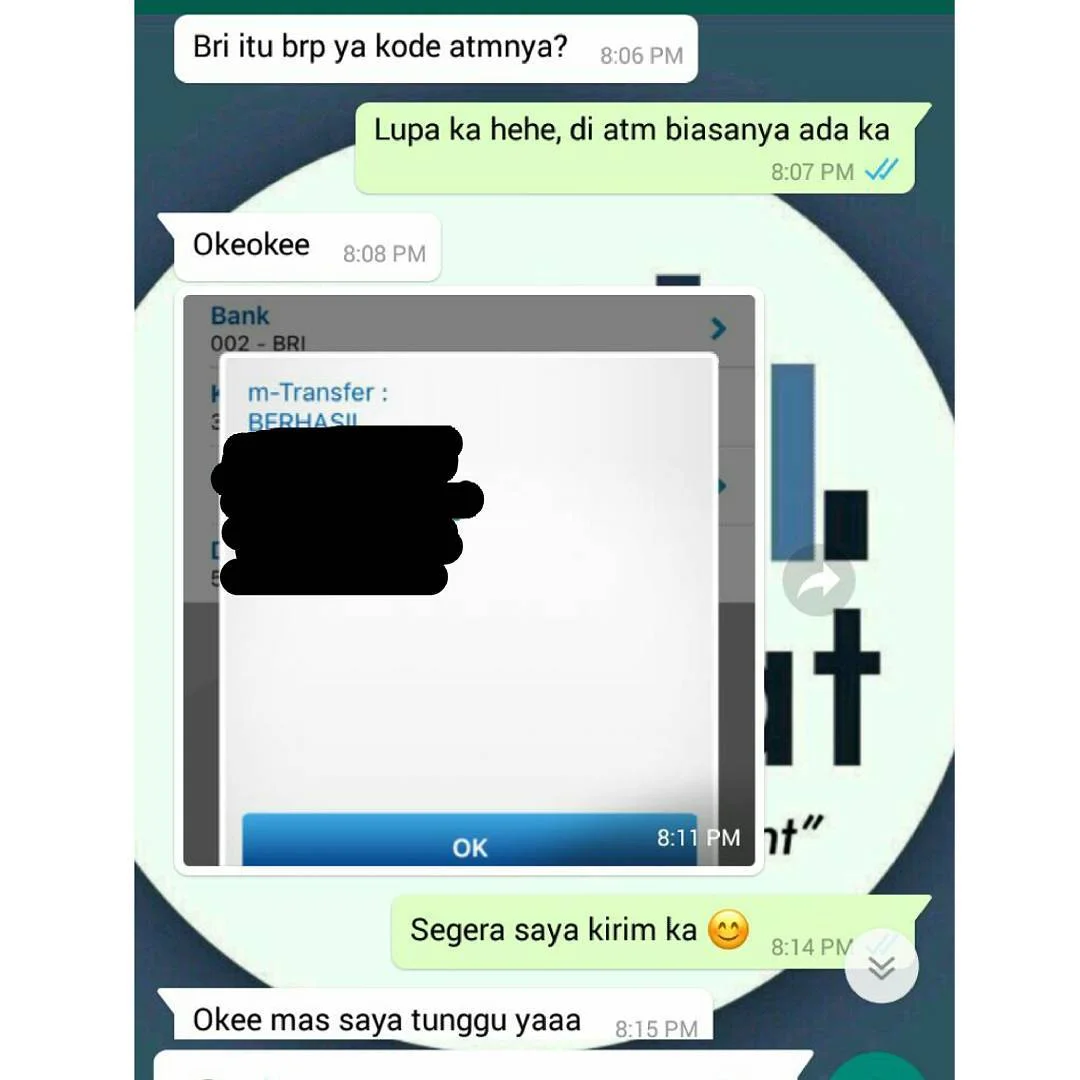 Bri itu brp ya kode atmnya? 8:06 PM
Lupa ka hehe, di atm biasanya ada ka
8:07 PM
Okeokee 8:08 PM
Bank
002 - BRI
m-Transfer :
BERHASIL
OK
8:11 PM
Segera saya kirim ka 😊 8:14 PM
Okee mas saya tunggu yaaa 8:15 PM